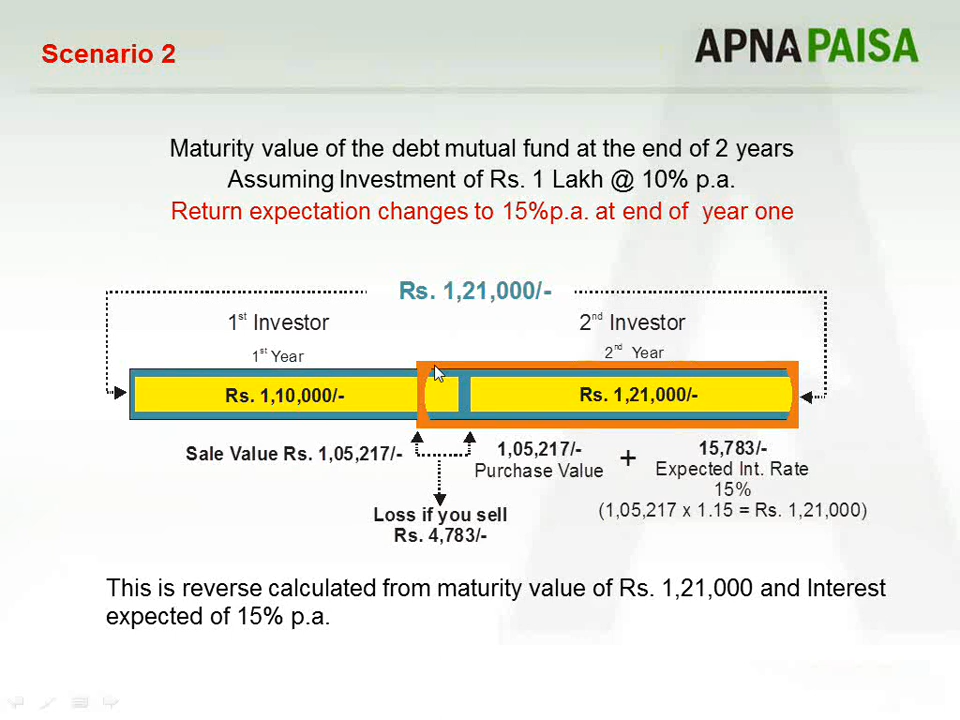 Scenario 2
APNAPAISA
Maturity value of the debt mutual fund at the end of 2 years
Assuming Investment of Rs. 1 Lakh @ 10% p.a.
Return expectation changes to 15%p.a. at end of year one
Rs. 1,21,000/-
1st Investor
2nd Investor
1st Year
2nd Year
Rs. 1,10,000/-
Rs. 1,21,000/-
Sale Value Rs. 1,05,217/-
1,05,217/-
Purchase Value
+
15,783/-
Expected Int. Rate
15%
(1,05,217 x 1.15 = Rs. 1,21,000)
Loss if you sell
Rs. 4,783/-
This is reverse calculated from maturity value of Rs. 1,21,000 and Interest
expected of 15% p.a.